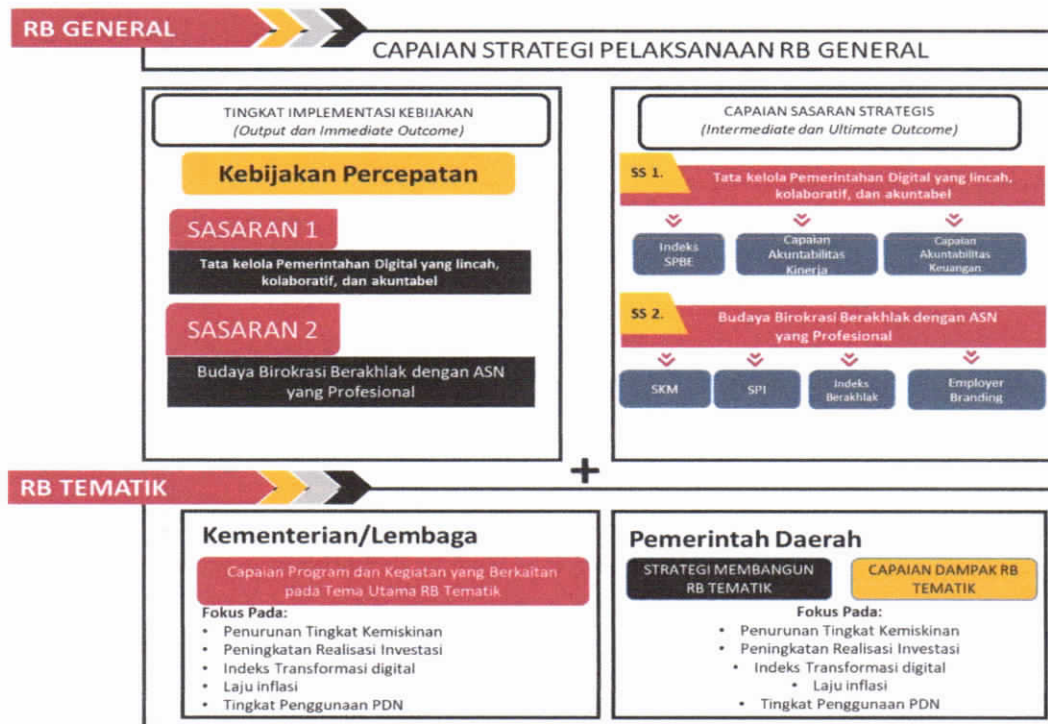 RB GENERAL
CAPAIAN STRATEGI PELAKSANAAN RB GENERAL
TINGKAT IMPLEMENTASI KEBIJAKAN
(Output dan Immediate Outcome)
Kebijakan Percepatan
SASARAN 1
Tata kelola Pemerintahan Digital yang lincah,
kolaboratif, dan akuntabel
SASARAN 2
Budaya Birokrasi Berakhlak dengan ASN
yang Profesional
CAPAIAN SASARAN STRATEGIS
(Intermediate dan Ultimate Outcome)
SS 1.
Tata kelola Pemerintahan Digital yang lincah,
kolaboratif, dan akuntabel
Indeks
SPBE
Capaian
Akuntabilitas
Kinerja
Capaian
Akuntabilitas
Keuangan
SS 2.
Budaya Birokrasi Berakhlak dengan ASN
yang Profesional
SKM
SPI
Indeks
Berakhlak
Employer
Branding
+
RB TEMATIK
Kementerian/Lembaga
Capaian Program dan Kegiatan yang Berkaitan
pada Tema Utama RB Tematik
Fokus Pada:
• Penurunan Tingkat Kemiskinan
• Peningkatan Realisasi Investasi
• Indeks Transformasi digital
• Laju inflasi
• Tingkat Penggunaan PDN
Pemerintah Daerah
STRATEGI MEMBANGUN
RB TEMATIK
CAPAIAN DAMPAK RB
TEMATIK
Fokus Pada:
• Penurunan Tingkat Kemiskinan
• Peningkatan Realisasi Investasi
• Indeks Transformasi digital
• Laju inflasi
• Tingkat Penggunaan PDN